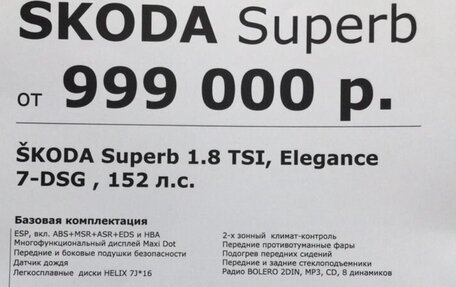 ŠKODA Superb
от 999 000 р.
ŠKODA Superb 1.8 TSI, Elegance
7-DSG , 152 л.с.
Базовая комплектация
ESP, вкл. ABS+MSR+ASR+EDS и HBA
Многофункциональный дисплей Maxi Dot
Передние и боковые подушки безопасности
Датчик дождя
Легкосплавные диски HELIX 7J*16
2-х зонный климат-контроль
Передние противотуманные фары
Подогрев передних сидений
Передние и задние стеклоподъемники
Радио BOLERO 2DIN, MP3, CD, 8 динамиков